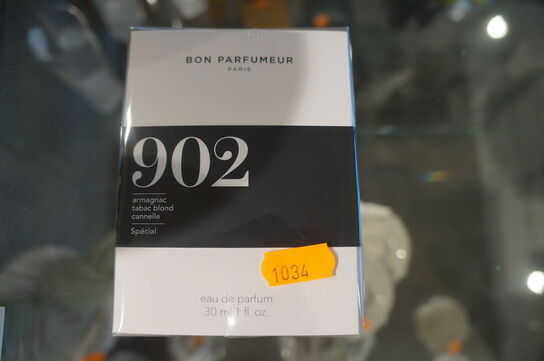 BON PARFUMEUR
PARIS
902
armagnac
tabac blond
cannelle
Spécial
1034
eau de parfum
30 ml 1 fl. oz.